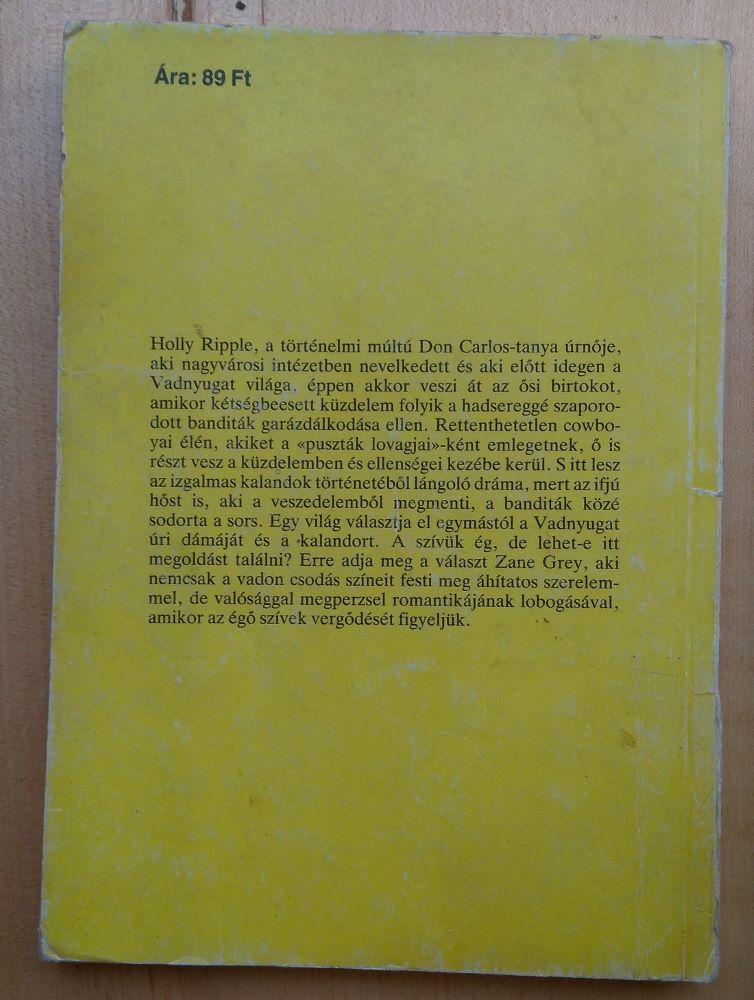 Ára: 89 Ft
Holly Ripple, a történelmi múltú Don Carlos-tanya úrnője,
aki nagyvárosi intézetben nevelkedett és aki előtt idegen a
Vadnyugat világa, éppen akkor veszi át az ősi birtokot,
amikor kétségbeesett küzdelem folyik a hadsereggé szaporo-
dott banditák garázdálkodása ellen. Rettenthetetlen cowbo-
yai élén, akiket a «puszták lovagjai»-ként emlegetnek, ő is
részt vesz a küzdelemben és ellenségei kezébe kerül. S itt lesz
az izgalmas kalandok történetéből lángoló dráma, mert az ifjú
hőst is, aki a veszedelemből megmenti, a banditák közé
sodorta a sors. Egy világ választja el egymástól a Vadnyugat
úri dámáját és a kalandort. A szívük ég, de lehet-e itt
megoldást találni? Erre adja meg a választ Zane Grey, aki
nemcsak a vadon csodás színeit festi meg áhítatos szerelem-
mel, de valósággal megperzsel romantikájának lobogásával,
amikor az égő szívek vergődését figyeljük.